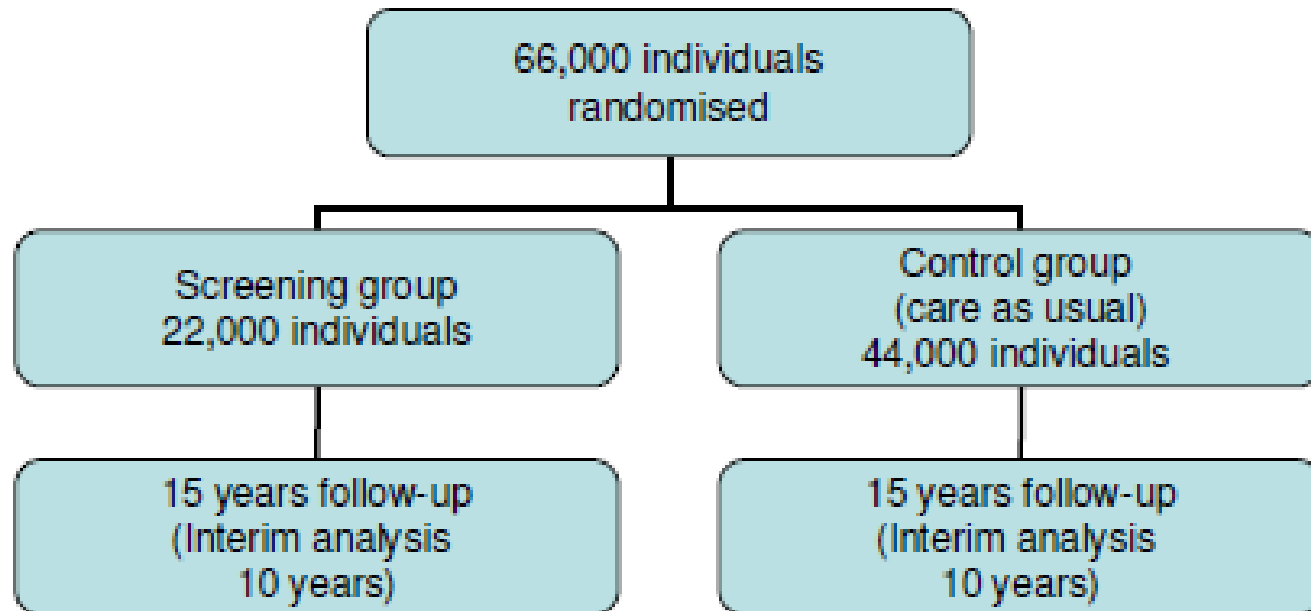 66,000 individuals
randomised
Screening group
22,000 individuals
Control group
(care as usual)
44,000 individuals
15 years follow-up
(Interim analysis
10 years)
15 years follow-up
(Interim analysis
10 years)